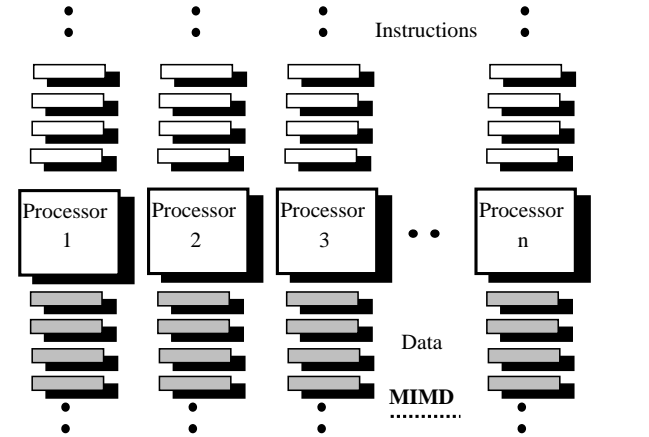 Instructions
Processor
1
Processor
2
Processor
3
Processor
n
Data
MIMD